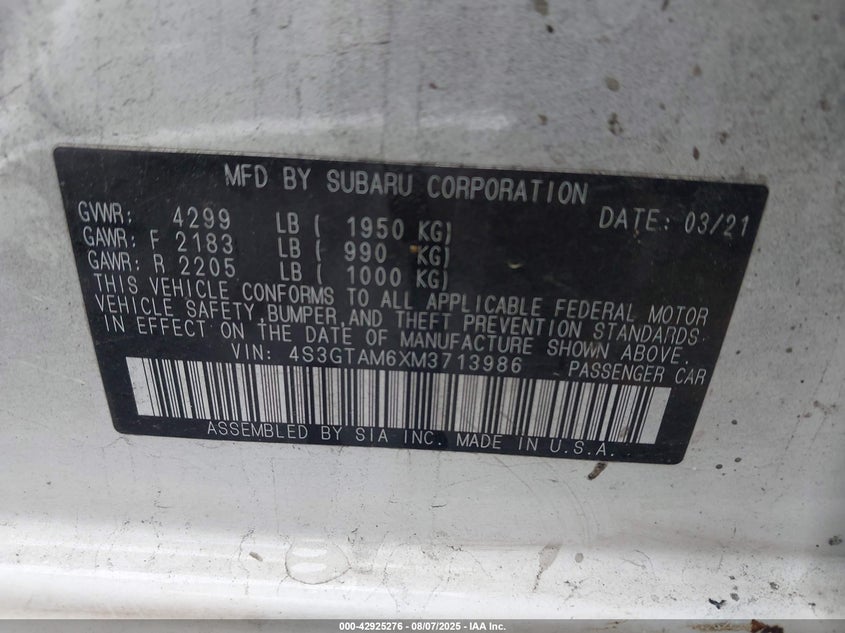 MFD BY SUBARU CORPORATION DATE: 03/21
GVWR: 4299 LB ( 1950 KG)
GAWR: F 2183 LB ( 990 KG)
GAWR: R 2205 LB ( 1000 KG)
THIS VEHICLE CONFORMS TO ALL APPLICABLE FEDERAL MOTOR
VEHICLE SAFETY, BUMPER, AND THEFT PREVENTION STANDARDS
IN EFFECT ON THE DATE OF MANUFACTURE SHOWN ABOVE.
VIN: 4S3GTAM6XM3713986 PASSENGER CAR
ASSEMBLED BY SIA INC. MADE IN U.S.A.
000-42925276 - 08/07/2025 - IAA Inc.